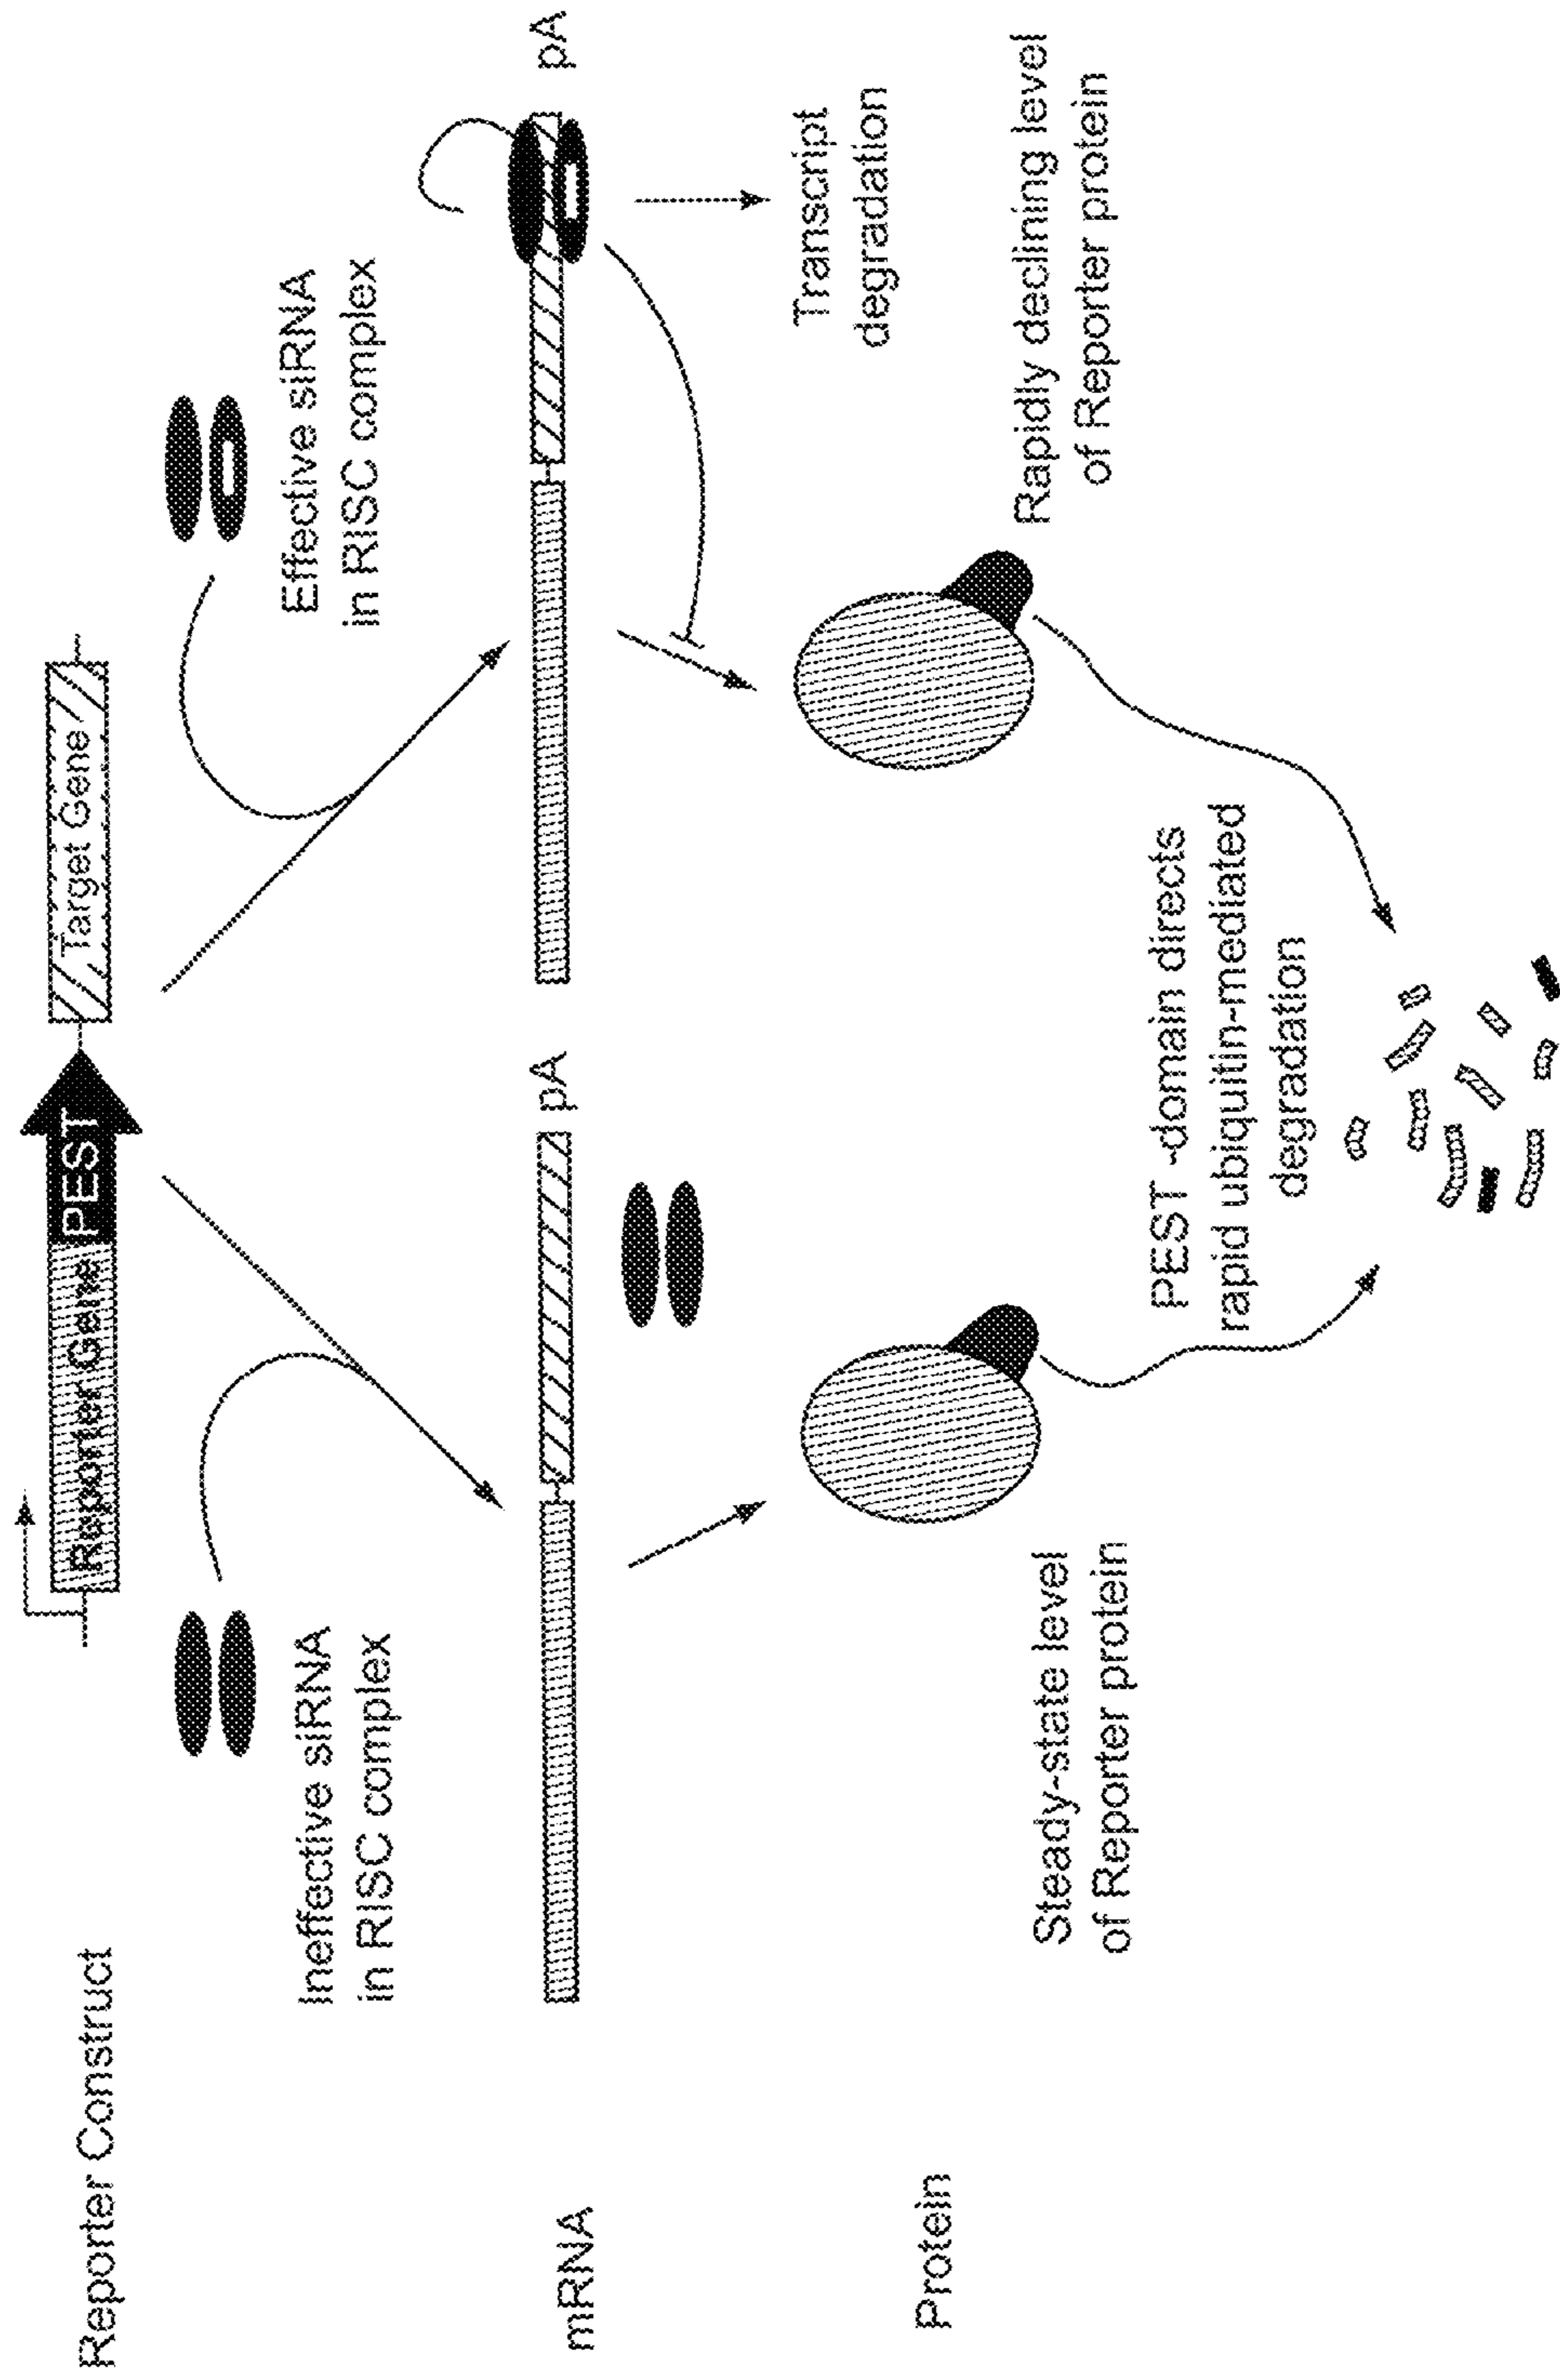 Reporter Construct
Reporter Gene PEST Target Gene
Ineffective siRNA
in RISC complex
Effective siRNA
in RISC complex
mRNA
pA
pA
Transcript
degradation
Protein
Steady-state level
of Reporter protein
Rapidly declining level
of Reporter protein
PEST -domain directs
rapid ubiquitin-mediated
degradation